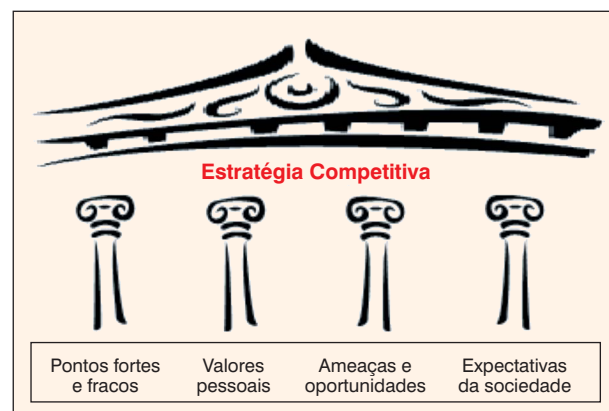 Estratégia Competitiva
Pontos fortes
e fracos
Valores
pessoais
Ameaças e
oportunidades
Expectativas
da sociedade